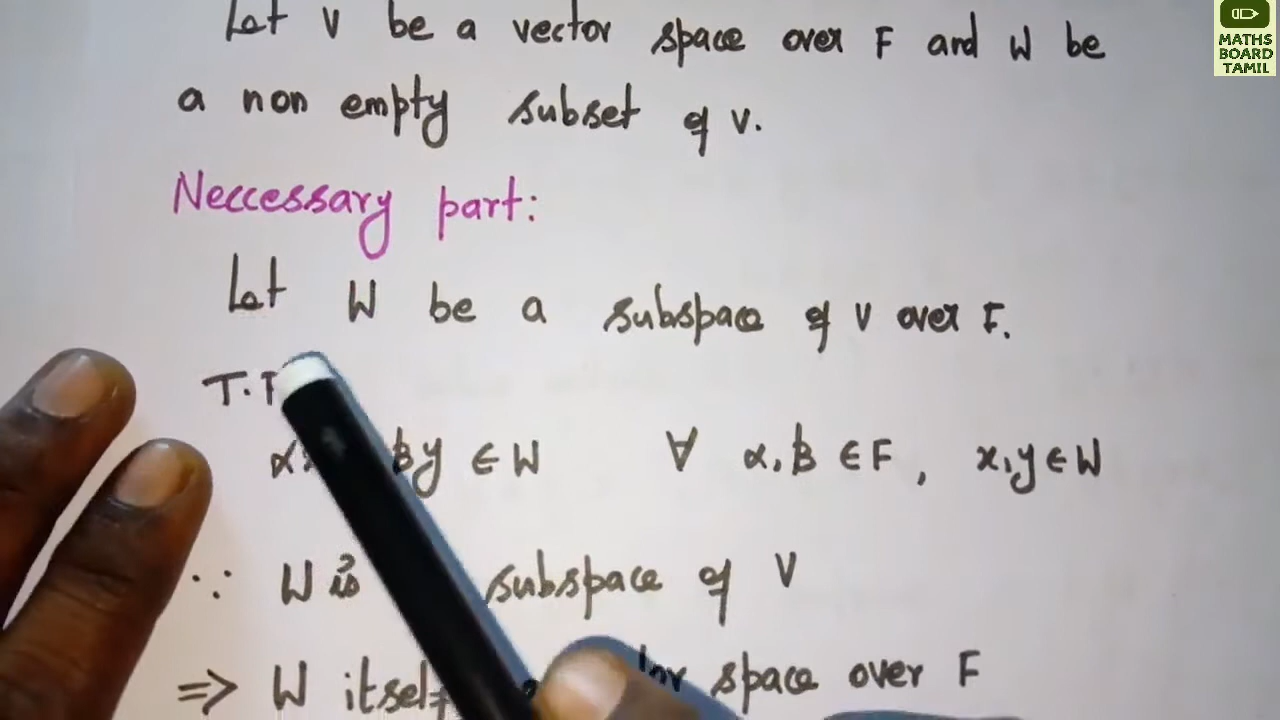 Let V be a vector space over F and W be
a non empty subset of V.
Neccessary part:
Let W be a subspace of V over F.
T.
βy ∈ W ∀ α, β ∈ F, x, y ∈ W
∵ W is subspace of V
⇒ W itself space over F
MATHS
BOARD
TAMIL